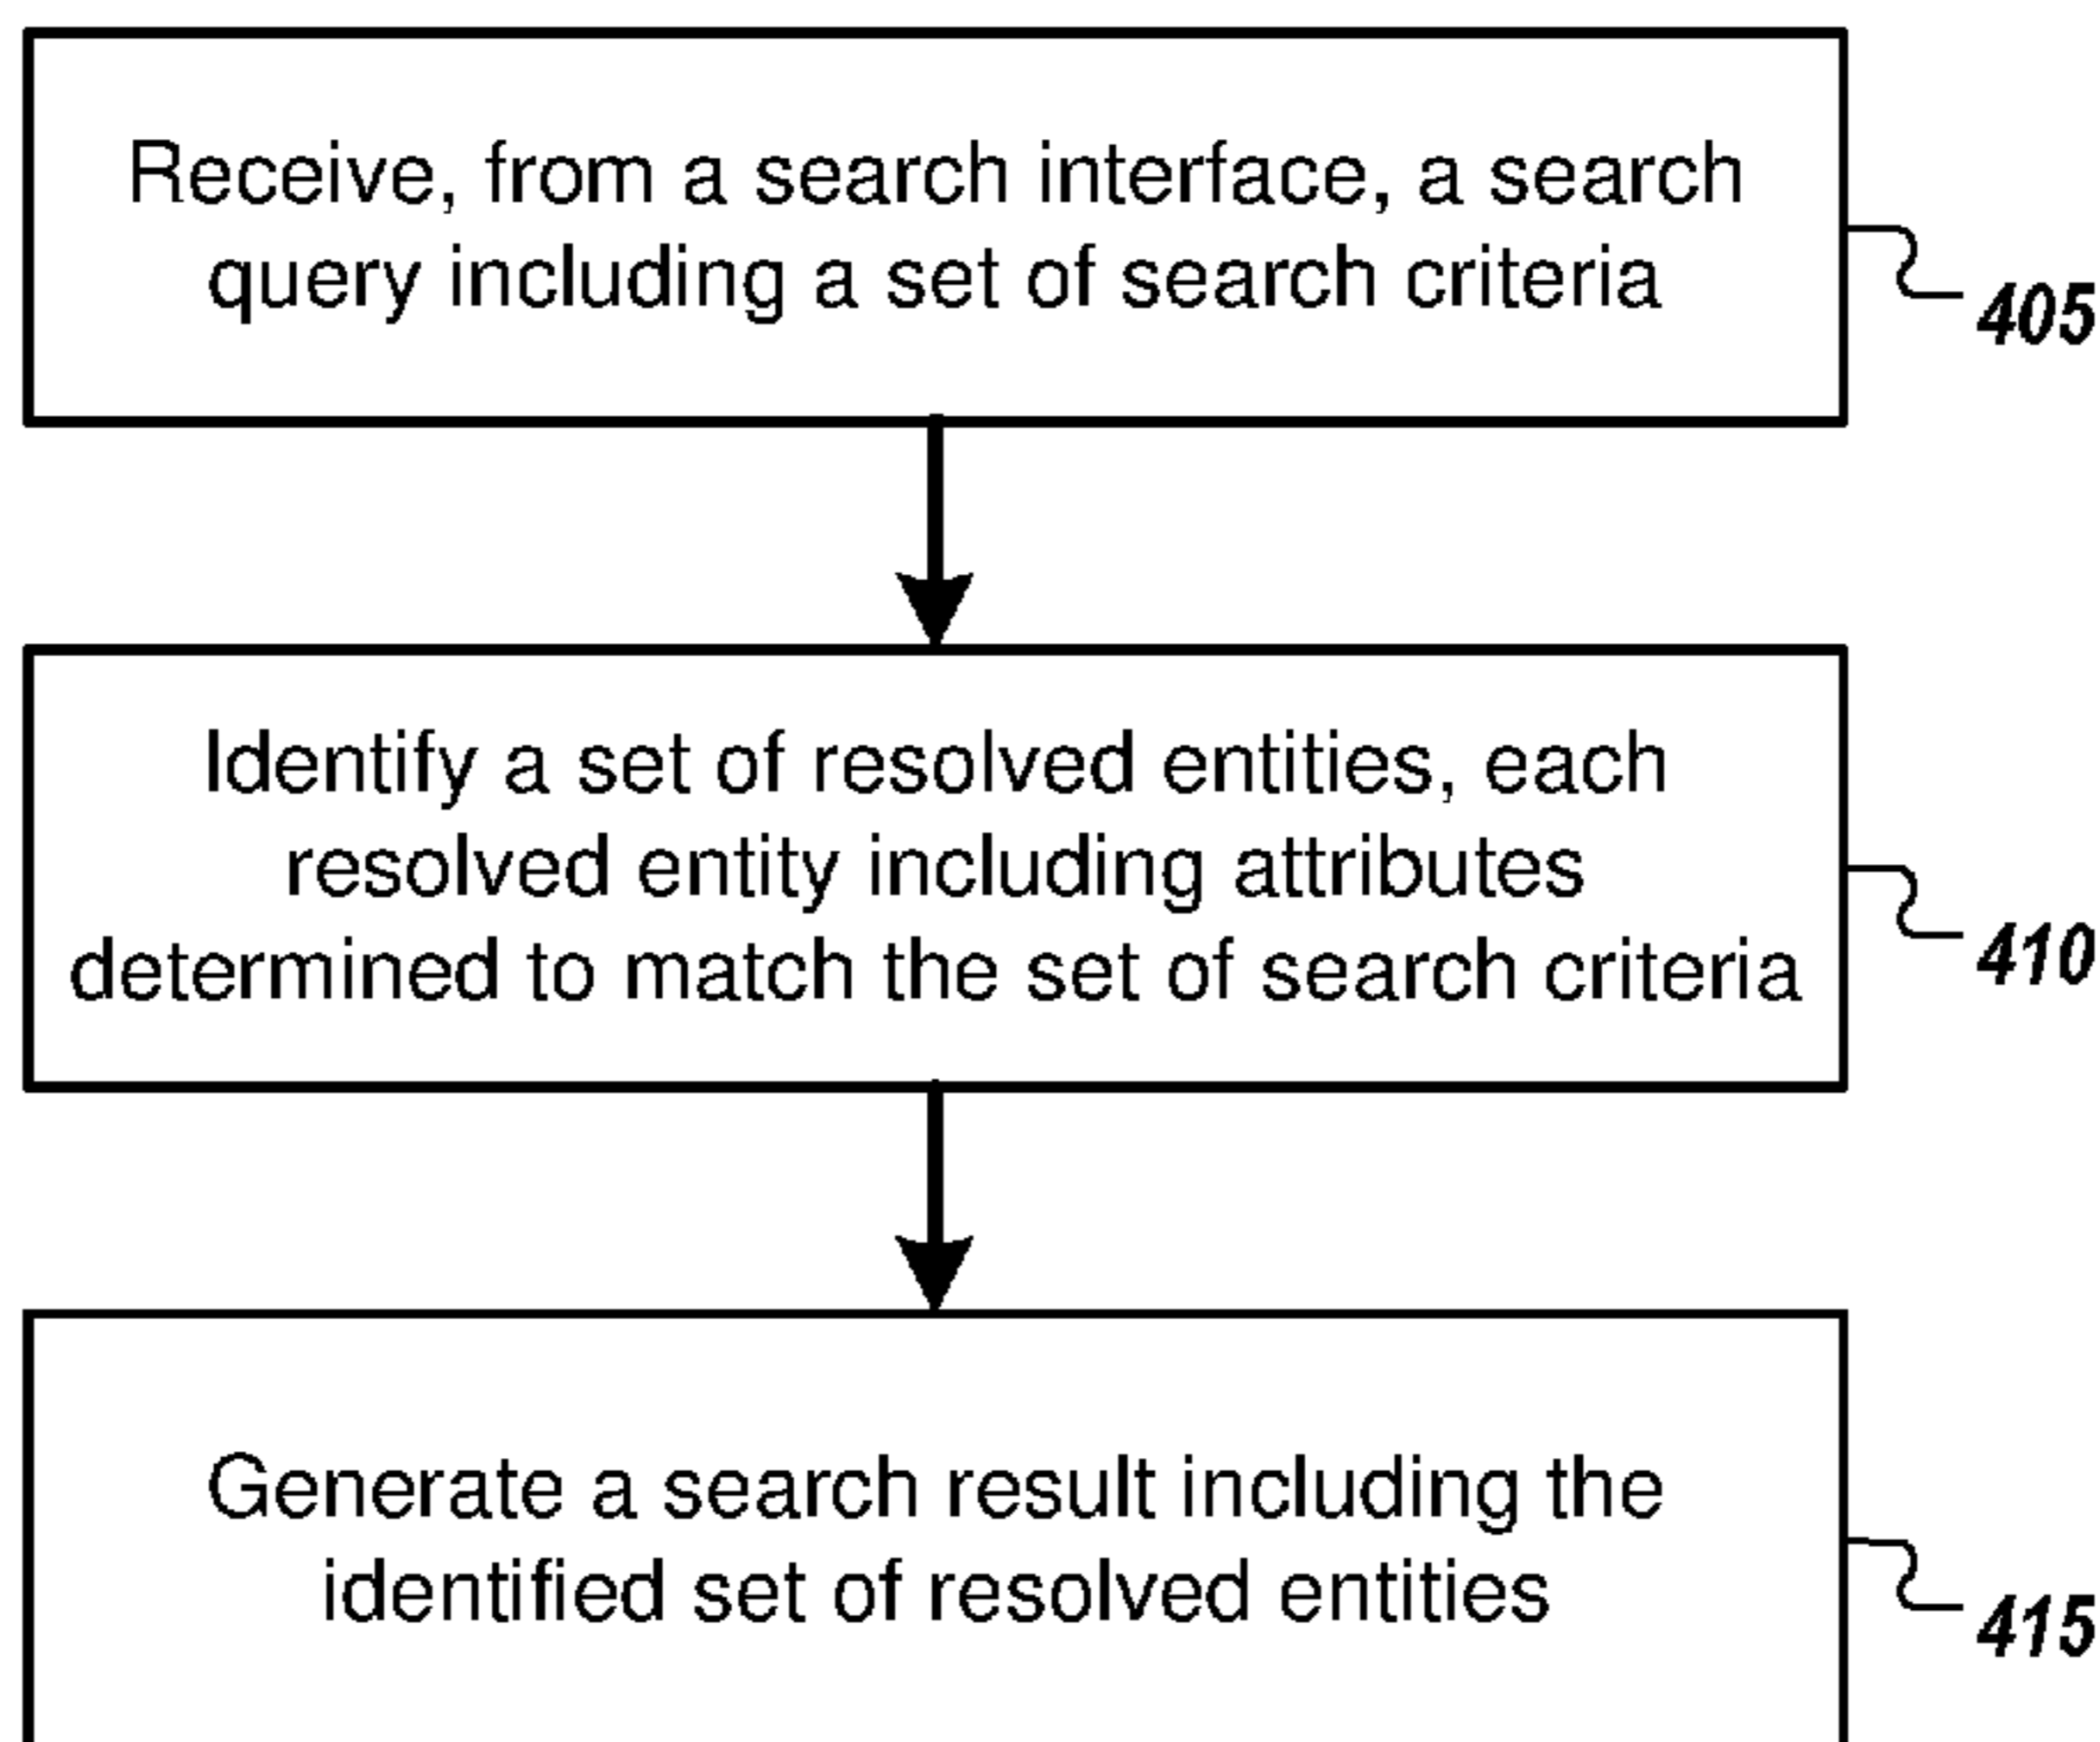 Receive, from a search interface, a search
query including a set of search criteria
405
Identify a set of resolved entities, each
resolved entity including attributes
determined to match the set of search criteria
410
Generate a search result including the
identified set of resolved entities
415